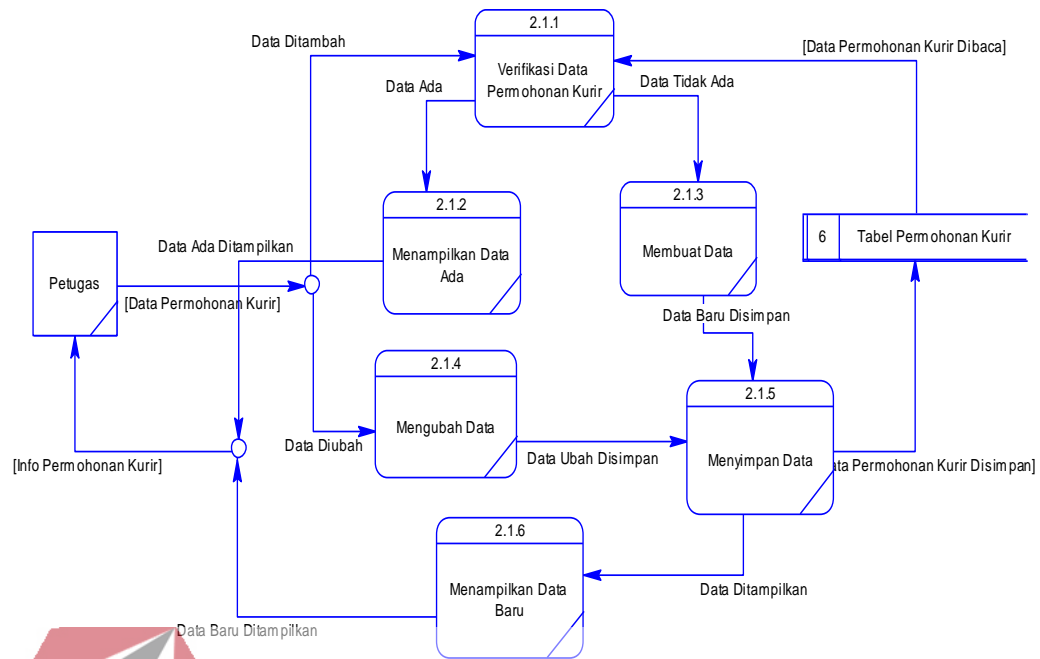 2.1.1
Data Ditambah
[Data Permohonan Kurir Dibaca]
Verifikasi Data
Permohonan Kurir
Data Ada
Data Tidak Ada
2.1.2
2.1.3
Data Ada Ditampilkan
Menampilkan Data
Ada
Membuat Data
6 Tabel Permohonan Kurir
Petugas
[Data Permohonan Kurir]
Data Baru Disimpan
2.1.4
2.1.5
Mengubah Data
Data Diubah
Data Ubah Disimpan
Menyimpan Data
ata Permohonan Kurir Disimpan]
[Info Permohonan Kurir]
2.1.6
Menampilkan Data
Baru
Data Ditampilkan
Data Baru Ditampilkan